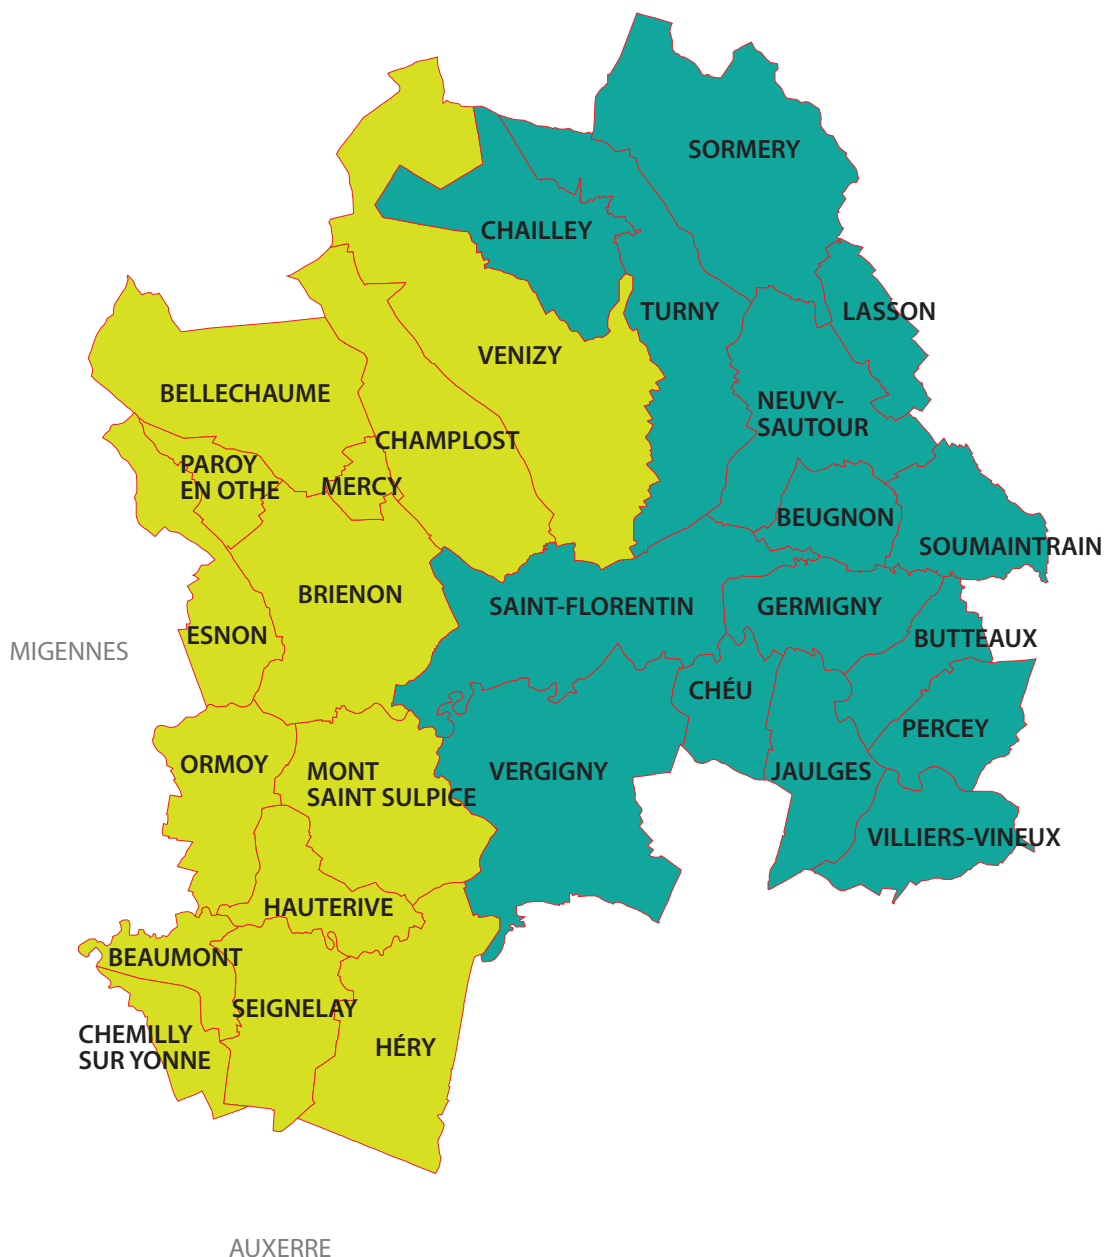 SORMERY
CHAILLEY
TURNY
LASSON
VENIZY
BELLECHAUME
NEUVY-
SAUTOUR
CHAMPLOST
PAROY
EN OTHE
MERCY
BEUGNON
SOUMAINTRAIN
BRIENON
SAINT-FLORENTIN
GERMIGNY
ESNON
BUTTEAUX
MIGENNES
CHÉU
PERCEY
ORMOY
MONT
SAINT SULPICE
VERGIGNY
JAULGES
VILLIERS-VINEUX
HAUTERIVE
BEAUMONT
SEIGNELAY
CHEMILLY
SUR YONNE
HÉRY
AUXERRE